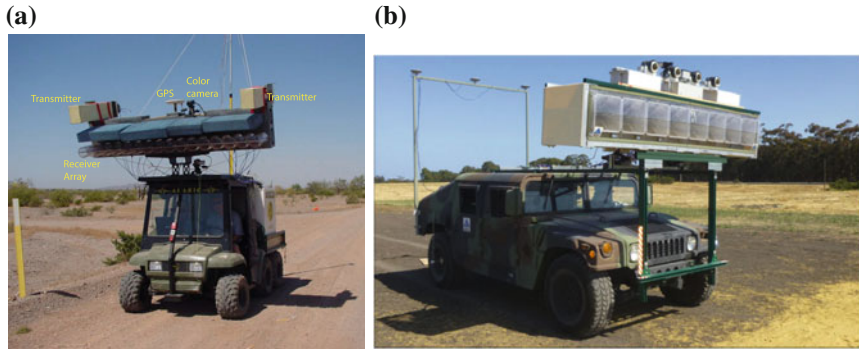 (a)
(b)
Color
camera
GPS
Transmitter
Transmitter
Receiver
Array